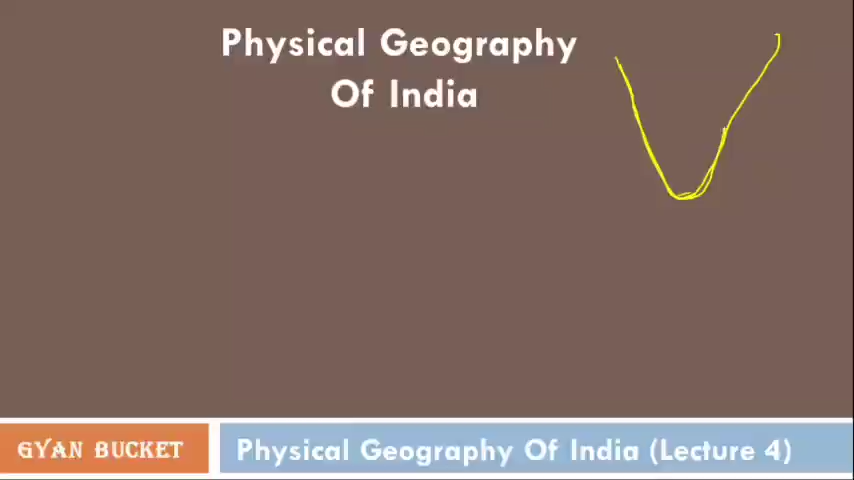 Physical Geography
Of India
GYAN BUCKET
Physical Geography Of India (Lecture 4)